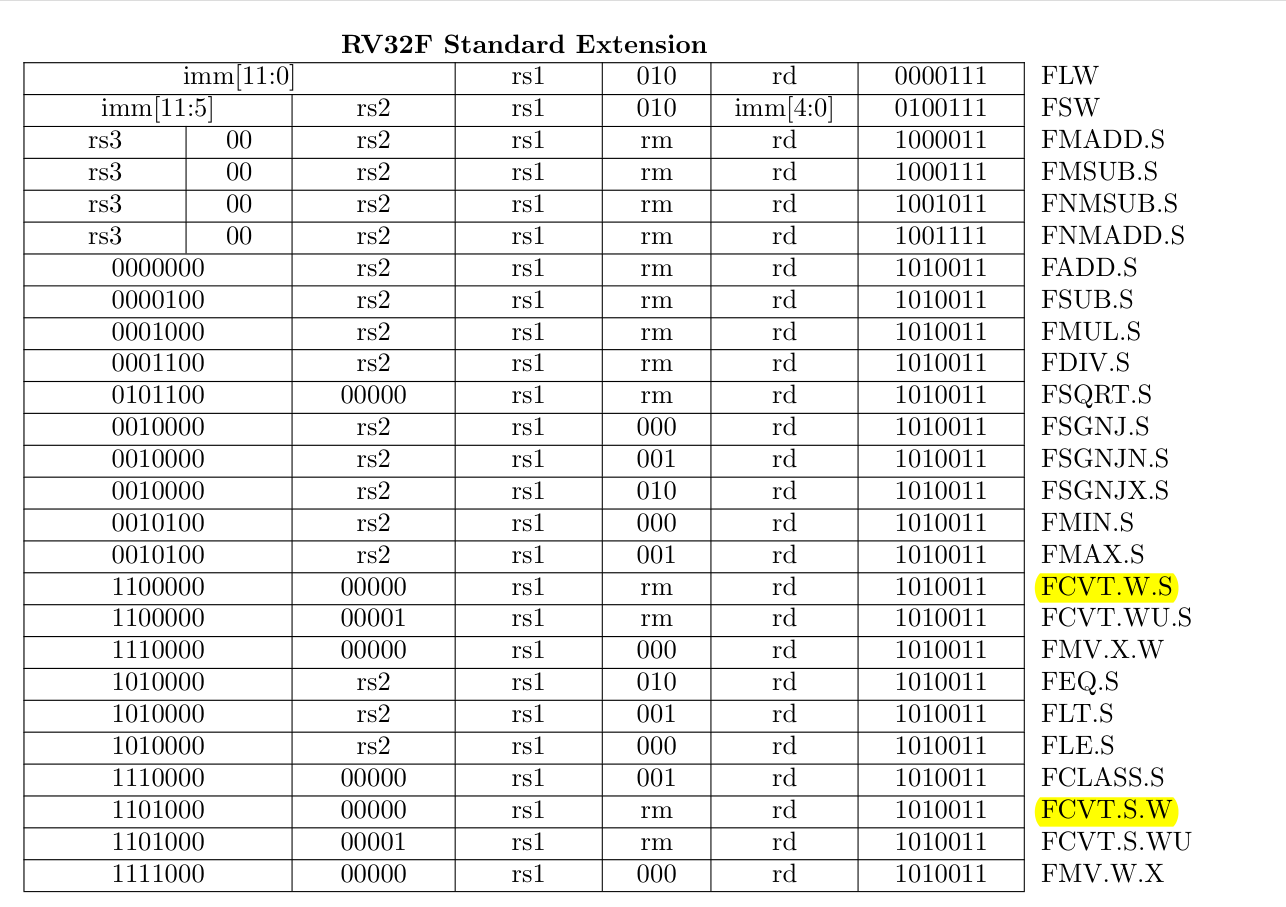 RV32F Standard Extension
imm[11:0] rs1 010 rd 0000111 FLW
imm[11:5] rs2 rs1 010 imm[4:0] 0100111 FSW
rs3 00 rs2 rs1 rm rd 1000011 FMADD.S
rs3 00 rs2 rs1 rm rd 1000111 FMSUB.S
rs3 00 rs2 rs1 rm rd 1001011 FNMSUB.S
rs3 00 rs2 rs1 rm rd 1001111 FNMADD.S
0000000 rs2 rs1 rm rd 1010011 FADD.S
0000100 rs2 rs1 rm rd 1010011 FSUB.S
0001000 rs2 rs1 rm rd 1010011 FMUL.S
0001100 rs2 rs1 rm rd 1010011 FDIV.S
0101100 00000 rs1 rm rd 1010011 FSQRT.S
0010000 rs2 rs1 000 rd 1010011 FSGNJ.S
0010000 rs2 rs1 001 rd 1010011 FSGNJN.S
0010000 rs2 rs1 010 rd 1010011 FSGNJX.S
0010100 rs2 rs1 000 rd 1010011 FMIN.S
0010100 rs2 rs1 001 rd 1010011 FMAX.S
1100000 00000 rs1 rm rd 1010011 FCVT.W.S
1100000 00001 rs1 rm rd 1010011 FCVT.WU.S
1110000 00000 rs1 000 rd 1010011 FMV.X.W
1010000 rs2 rs1 010 rd 1010011 FEQ.S
1010000 rs2 rs1 001 rd 1010011 FLT.S
1010000 rs2 rs1 000 rd 1010011 FLE.S
1110000 00000 rs1 001 rd 1010011 FCLASS.S
1101000 00000 rs1 rm rd 1010011 FCVT.S.W
1101000 00001 rs1 rm rd 1010011 FCVT.S.WU
1111000 00000 rs1 000 rd 1010011 FMV.W.X